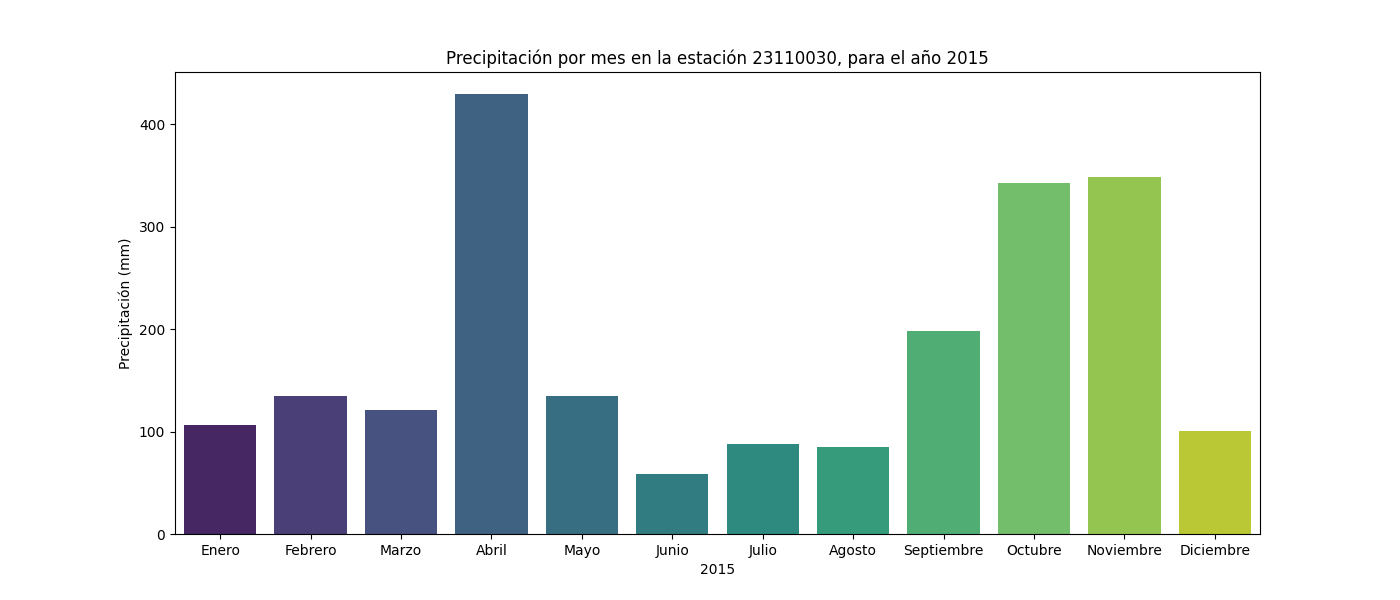 Precipitación por mes en la estación 23110030, para el año 2015
Precipitación (mm)
400
300
200
100
0
Enero Febrero Marzo Abril Mayo Junio Julio Agosto Septiembre Octubre Noviembre Diciembre
2015